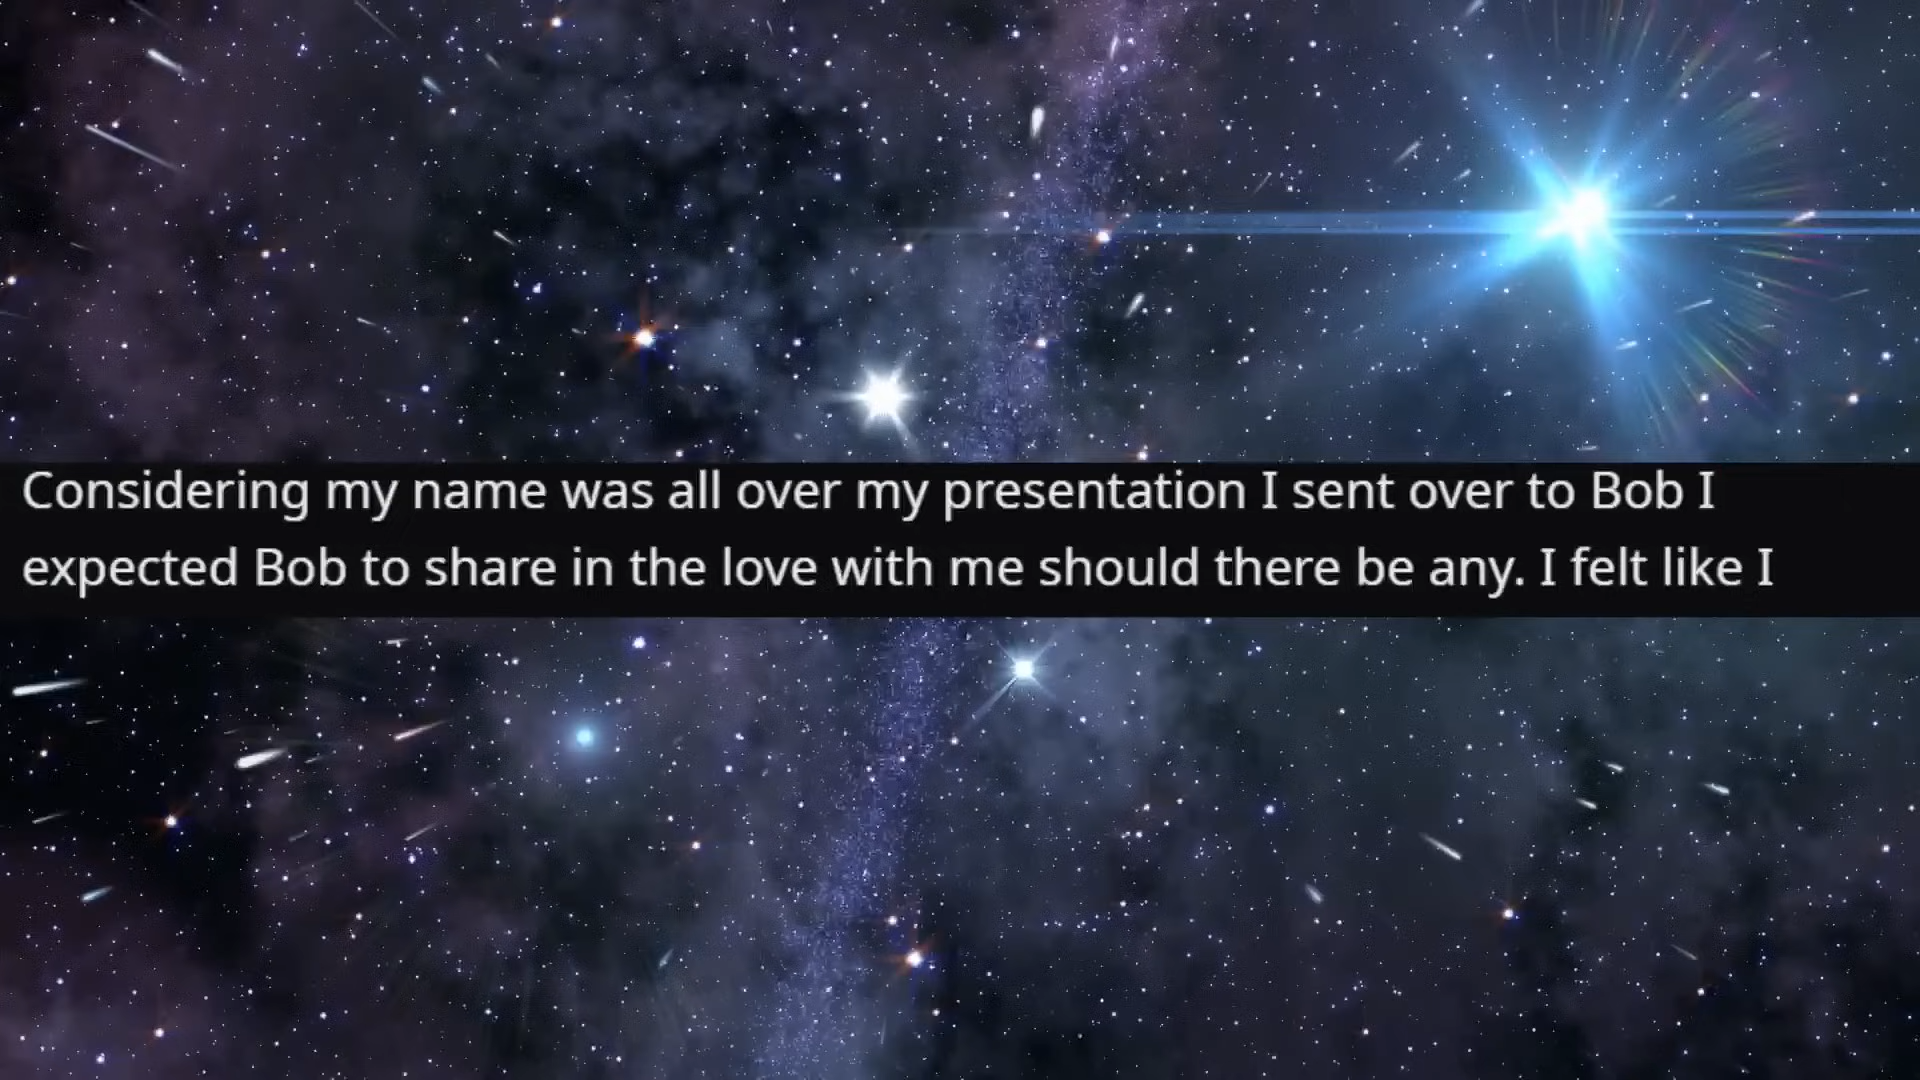 Considering my name was all over my presentation I sent over to Bob I
expected Bob to share in the love with me should there be any. I felt like I